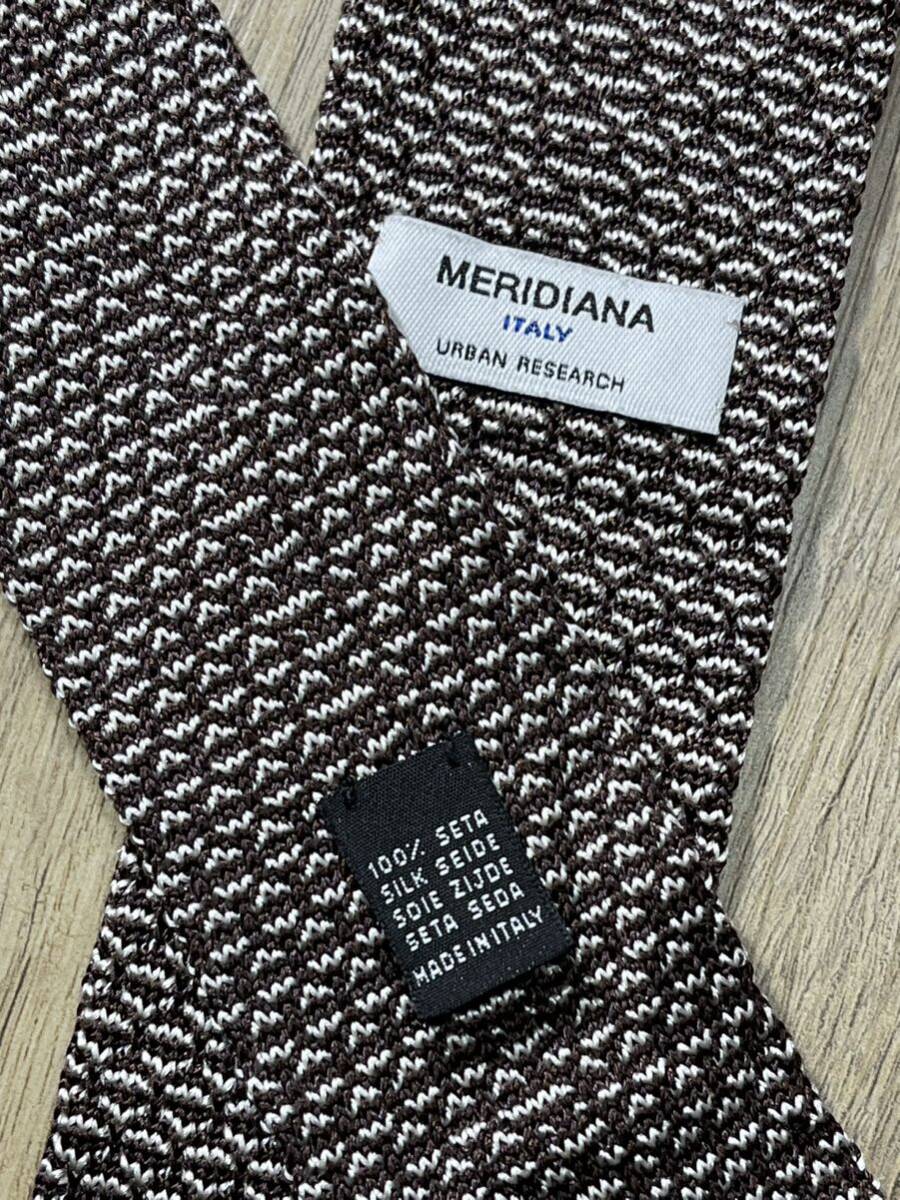 MERIDIANA
ITALY
URBAN RESEARCH
100% SETA
SILK SEIDE
SOIE ZIJDE
SETA SEDA
MADE IN ITALY